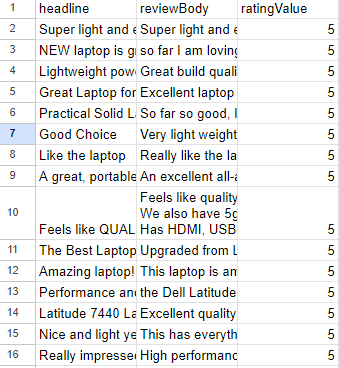 1 headline reviewBody ratingValue
2 Super light and e Super light and e 5
3 NEW laptop is g so far I am loving 5
4 Lightweight pow Great build quali 5
5 Great Laptop for Excellent laptop 5
6 Practical Solid L So far so good, I 5
7 Good Choice Very light weight 5
8 Like the laptop Really like the la 5
9 A great, portable An excellent all-a 5
Feels like quality
We also have 5g
10 Feels like QUAL Has HDMI, USB 5
11 The Best Laptop Upgraded from L 5
12 Amazing laptop! This laptop is am 5
13 Performance an the Dell Latitude 5
14 Latitude 7440 La Excellent quality 5
15 Nice and light ye This has everyth 5
16 Really impresse High performanc 5